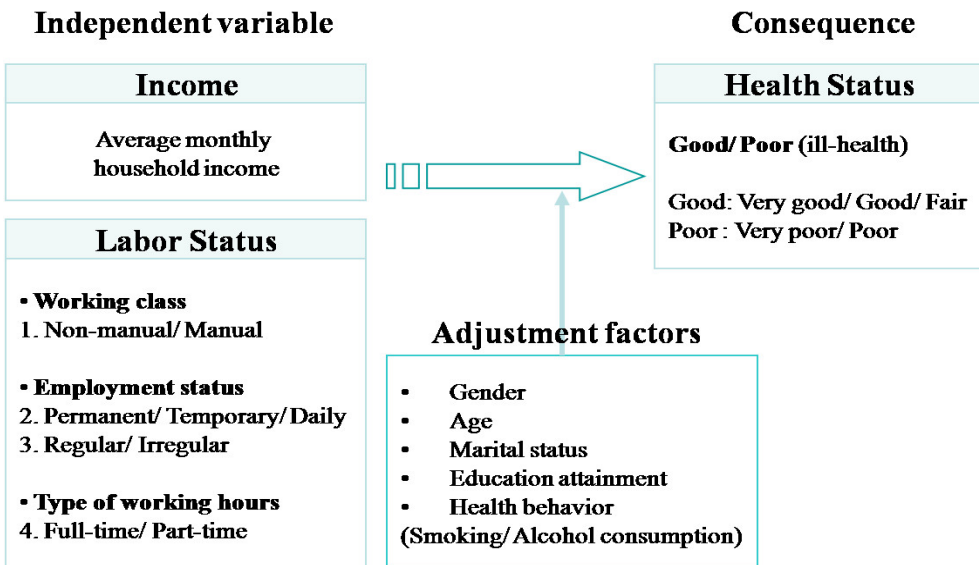 Independent variable
Income
Average monthly
household income
Labor Status
• Working class
1. Non-manual/ Manual
• Employment status
2. Permanent/ Temporary/ Daily
3. Regular/ Irregular
• Type of working hours
4. Full-time/ Part-time
Adjustment factors
• Gender
• Age
• Marital status
• Education attainment
• Health behavior
(Smoking/ Alcohol consumption)
Consequence
Health Status
Good/ Poor (ill-health)
Good: Very good/ Good/ Fair
Poor : Very poor/ Poor